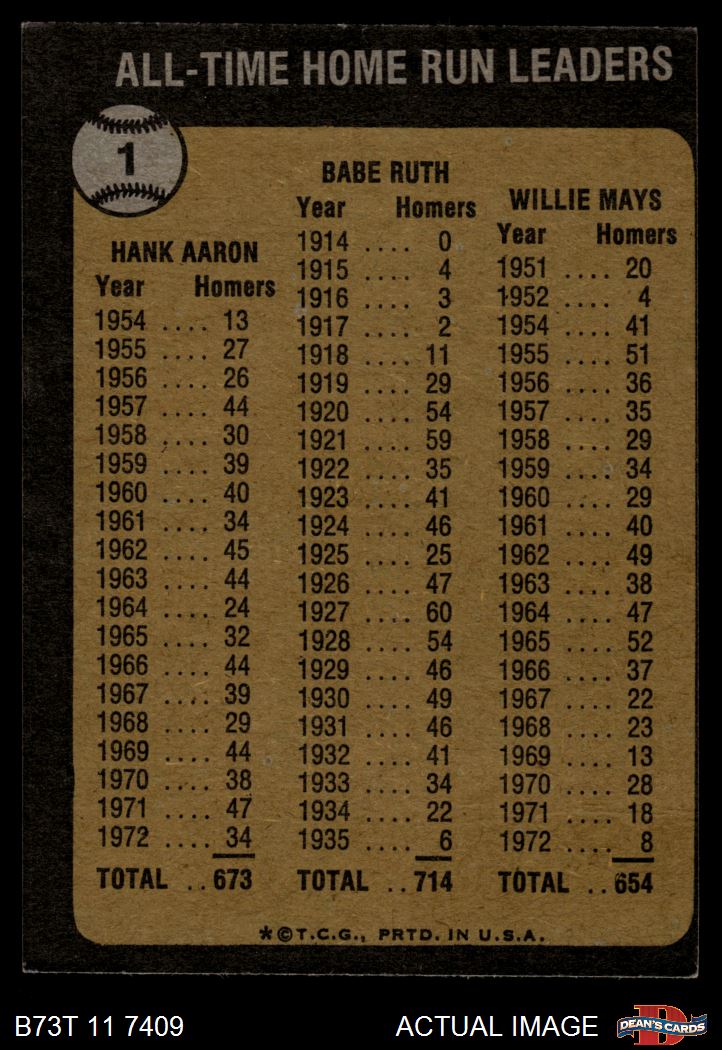 ALL-TIME HOME RUN LEADERS
1
HANK AARON
Year Homers
1954 .... 13
1955 .... 27
1956 .... 26
1957 .... 44
1958 .... 30
1959 .... 39
1960 .... 40
1961 .... 34
1962 .... 45
1963 .... 44
1964 .... 24
1965 .... 32
1966 .... 44
1967 .... 39
1968 .... 29
1969 .... 44
1970 .... 38
1971 .... 47
1972 .... 34
TOTAL .. 673
BABE RUTH
Year Homers
1914 .... 0
1915 .... 4
1916 .... 3
1917 .... 2
1918 .... 11
1919 .... 29
1920 .... 54
1921 .... 59
1922 .... 35
1923 .... 41
1924 .... 46
1925 .... 25
1926 .... 47
1927 .... 60
1928 .... 54
1929 .... 46
1930 .... 49
1931 .... 46
1932 .... 41
1933 .... 34
1934 .... 22
1935 .... 6
TOTAL .. 714
WILLIE MAYS
Year Homers
1951 .... 20
1952 .... 4
1954 .... 41
1955 .... 51
1956 .... 36
1957 .... 35
1958 .... 29
1959 .... 34
1960 .... 29
1961 .... 40
1962 .... 49
1963 .... 38
1964 .... 47
1965 .... 52
1966 .... 37
1967 .... 22
1968 .... 23
1969 .... 13
1970 .... 28
1971 .... 18
1972 .... 8
TOTAL .. 654
*©T.C.G., PRTD. IN U.S.A.
B73T 11 7409
ACTUAL IMAGE
D
DEAN'S CARDS